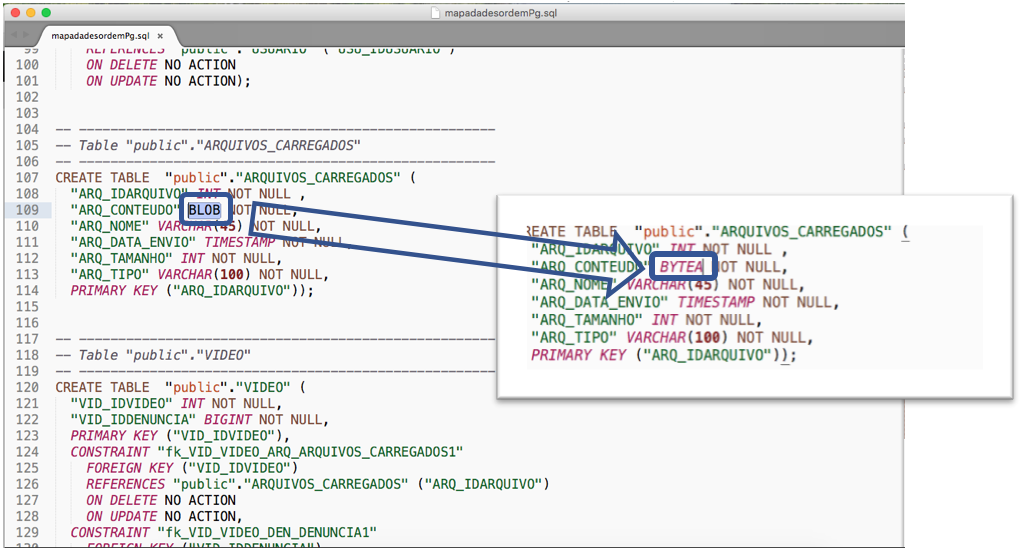 mapadadesordemPg.sql
mapadadesordemPg.sql ×
99 REFERENCES "public"."USUARIO" ("USU_IDUSUARIO")
100 ON DELETE NO ACTION
101 ON UPDATE NO ACTION);
102
103
104 -- ----------------------------------------------------
105 -- Table "public"."ARQUIVOS_CARREGADOS"
106 -- ----------------------------------------------------
107 CREATE TABLE "public"."ARQUIVOS_CARREGADOS" (
108 "ARQ_IDARQUIVO" INT NOT NULL ,
109 "ARQ_CONTEUDO" BLOB NOT NULL,
110 "ARQ_NOME" VARCHAR(45) NOT NULL,
111 "ARQ_DATA_ENVIO" TIMESTAMP NOT NULL
112 "ARQ_TAMANHO" INT NOT NULL,
113 "ARQ_TIPO" VARCHAR(100) NOT NULL,
114 PRIMARY KEY ("ARQ_IDARQUIVO"));
115
116
117 -- ----------------------------------------------------
118 -- Table "public"."VIDEO"
119 -- ----------------------------------------------------
120 CREATE TABLE "public"."VIDEO" (
121 "VID_IDVIDEO" INT NOT NULL,
122 "VID_IDDENUNCIA" BIGINT NOT NULL,
123 PRIMARY KEY ("VID_IDVIDEO"),
124 CONSTRAINT "fk_VID_VIDEO_ARQ_ARQUIVOS_CARREGADOS1"
125 FOREIGN KEY ("VID_IDVIDEO")
126 REFERENCES "public"."ARQUIVOS_CARREGADOS" ("ARQ_IDARQUIVO")
127 ON DELETE NO ACTION
128 ON UPDATE NO ACTION,
129 CONSTRAINT "fk_VID_VIDEO_DEN_DENUNCIA1"
FOREIGN KEY ("VID_IDDENUNCIA")
REATE TABLE "public"."ARQUIVOS_CARREGADOS" (
"ARQ_IDARQUIVO" INT NOT NULL ,
"ARQ_CONTEUDO" BYTEA NOT NULL,
"ARQ_NOME" VARCHAR(45) NOT NULL,
"ARQ_DATA_ENVIO" TIMESTAMP NOT NULL,
"ARQ_TAMANHO" INT NOT NULL,
"ARQ_TIPO" VARCHAR(100) NOT NULL,
PRIMARY KEY ("ARQ_IDARQUIVO"));